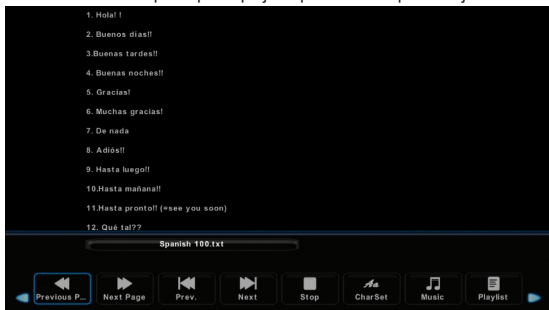 1. Hola! !
2. Buenos días!!
3.Buenas tardes!!
4. Buenas noches!!
5. Gracias!
6. Muchas gracias!
7. De nada
8. Adiós!!
9. Hasta luego!!
10.Hasta mañana!!
11.Hasta pronto!! (=see you soon)
12. Qué tal??
Spanish 100.txt
Previous P... Next Page Prev. Next Stop CharSet Music Playlist